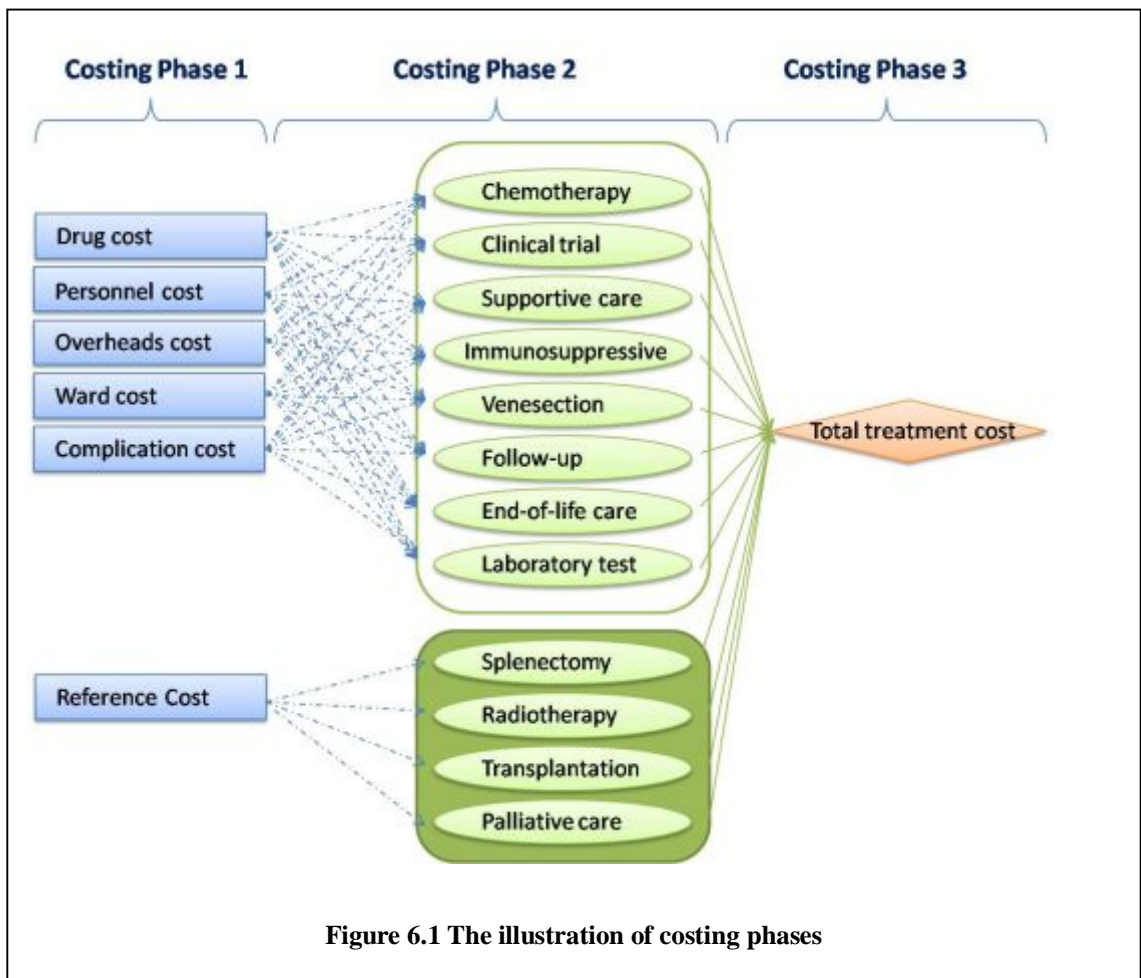 Costing Phase 1
Costing Phase 2
Costing Phase 3
Drug cost
Personnel cost
Overheads cost
Ward cost
Complication cost
Reference Cost
Chemotherapy
Clinical trial
Supportive care
Immunosuppressive
Venesection
Follow-up
End-of-life care
Laboratory test
Splenectomy
Radiotherapy
Transplantation
Palliative care
Total treatment cost
Figure 6.1 The illustration of costing phases